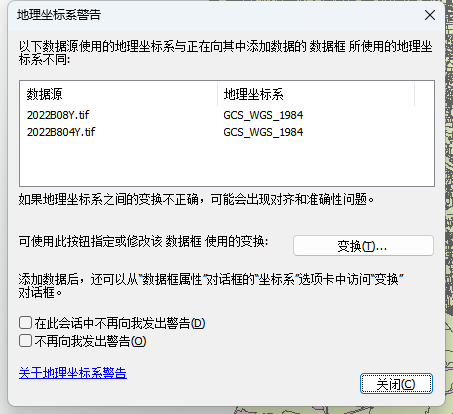 地理坐标系警告
以下数据源使用的地理坐标系与正在向其中添加数据的 数据框 所使用的地理坐
标系不同:
数据源 地理坐标系
2022B08Y.tif GCS_WGS_1984
2022B804Y.tif GCS_WGS_1984
如果地理坐标系之间的变换不正确，可能会出现对齐和准确性问题。
可使用此按钮指定或修改该 数据框 使用的变换:
变换(T)...
添加数据后，还可以从“数据框属性”对话框的“坐标系”选项卡中访问“变换”
对话框。
在此会话中不再向我发出警告(D)
不再向我发出警告(O)
关于地理坐标系警告
关闭(C)